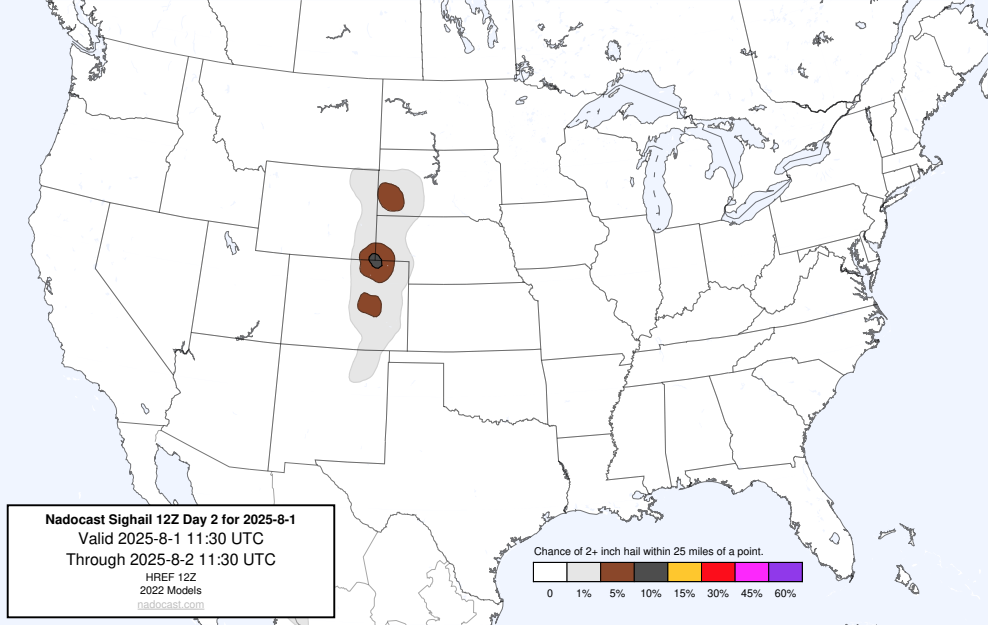 Nadocast Sighail 12Z Day 2 for 2025-8-1
Valid 2025-8-1 11:30 UTC
Through 2025-8-2 11:30 UTC
HREF 12Z
2022 Models
nadocast.com
Chance of 2+ inch hail within 25 miles of a point.
0 1% 5% 10% 15% 30% 45% 60%